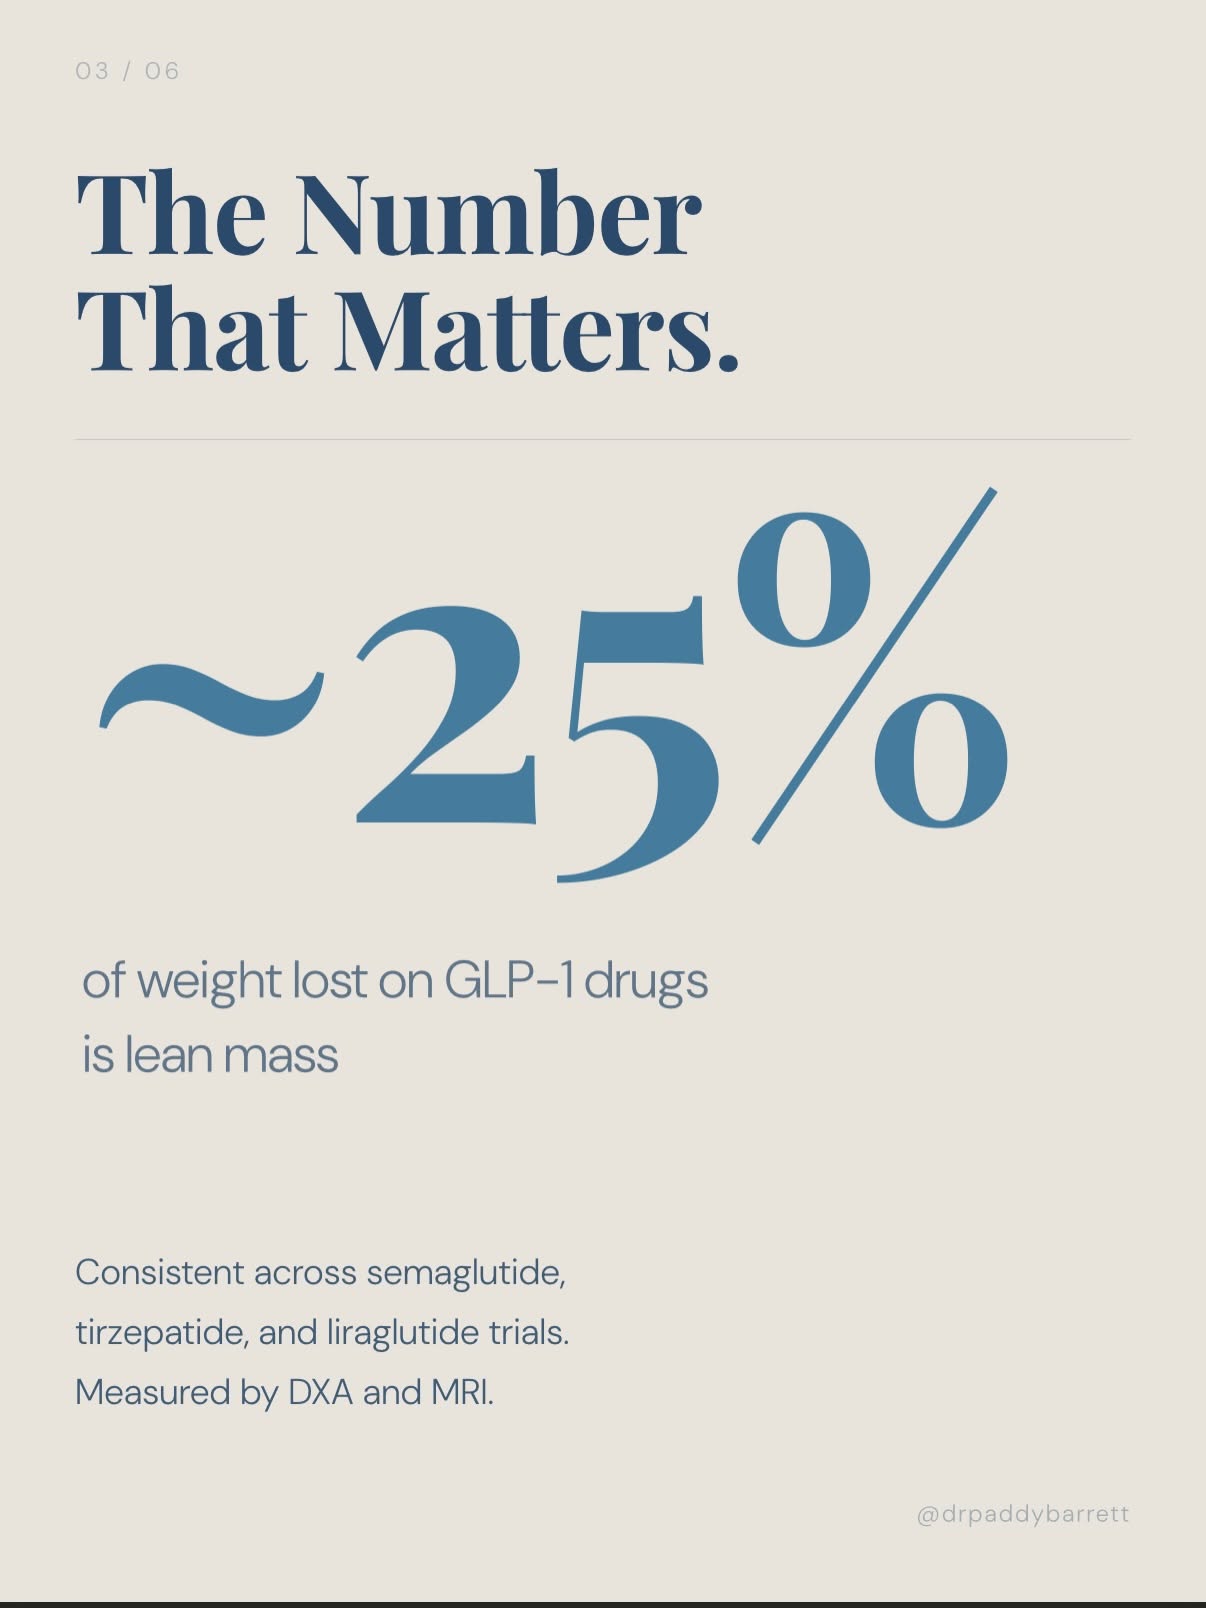 03 / 06
The Number
That Matters.
~25%
of weight lost on GLP-1 drugs
is lean mass
Consistent across semaglutide,
tirzepatide, and liraglutide trials.
Measured by DXA and MRI.
@drpaddybarrett